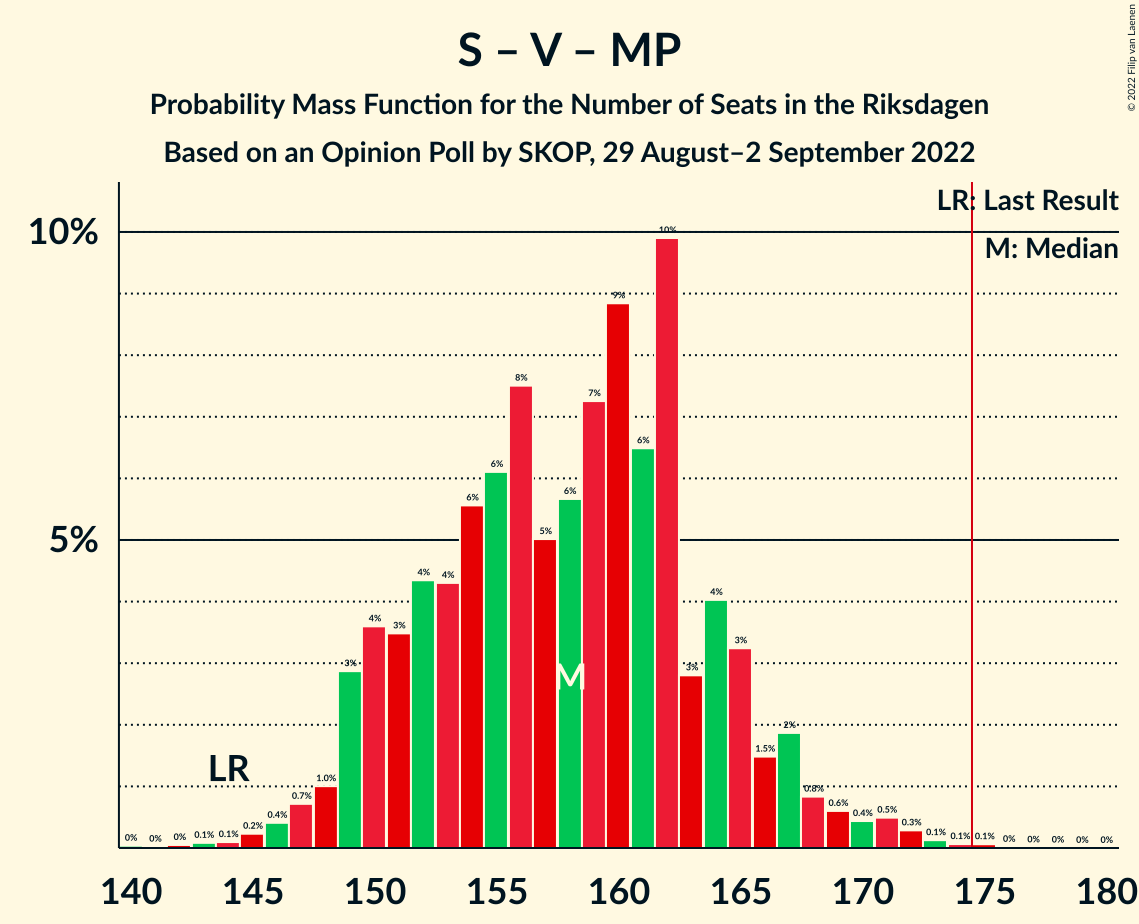 © 2022 Filip van Laenen
S – V – MP
Probability Mass Function for the Number of Seats in the Riksdagen
Based on an Opinion Poll by SKOP, 29 August–2 September 2022
LR: Last Result
M: Median
10%
5%
0% 0% 0% 0.1% 0.1% 0.2% 0.4% 0.7% 1.0% 3% 4% 3% 4% 4% 6% 6% 8% 5% 6% 7% 9% 6% 10% 3% 4% 3% 1.5% 2% 0.8% 0.6% 0.4% 0.5% 0.3% 0.1% 0.1% 0.1% 0% 0% 0% 0% 0%
LR
M
140 145 150 155 160 165 170 175 180